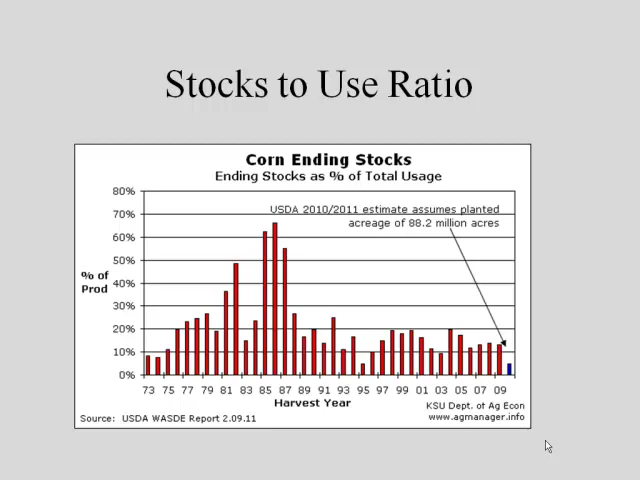 Stocks to Use Ratio
Corn Ending Stocks
Ending Stocks as % of Total Usage
80%
70%
60%
50%
40%
30%
20%
10%
0%
USDA 2010/2011 estimate assumes planted
acreage of 88.2 million acres
% of
Prod
73 75 77 79 81 83 85 87 89 91 93 95 97 99 01 03 05 07 09
Harvest Year
Source: USDA WASDE Report 2.09.11
KSU Dept. of Ag Econ
www.agmanager.info